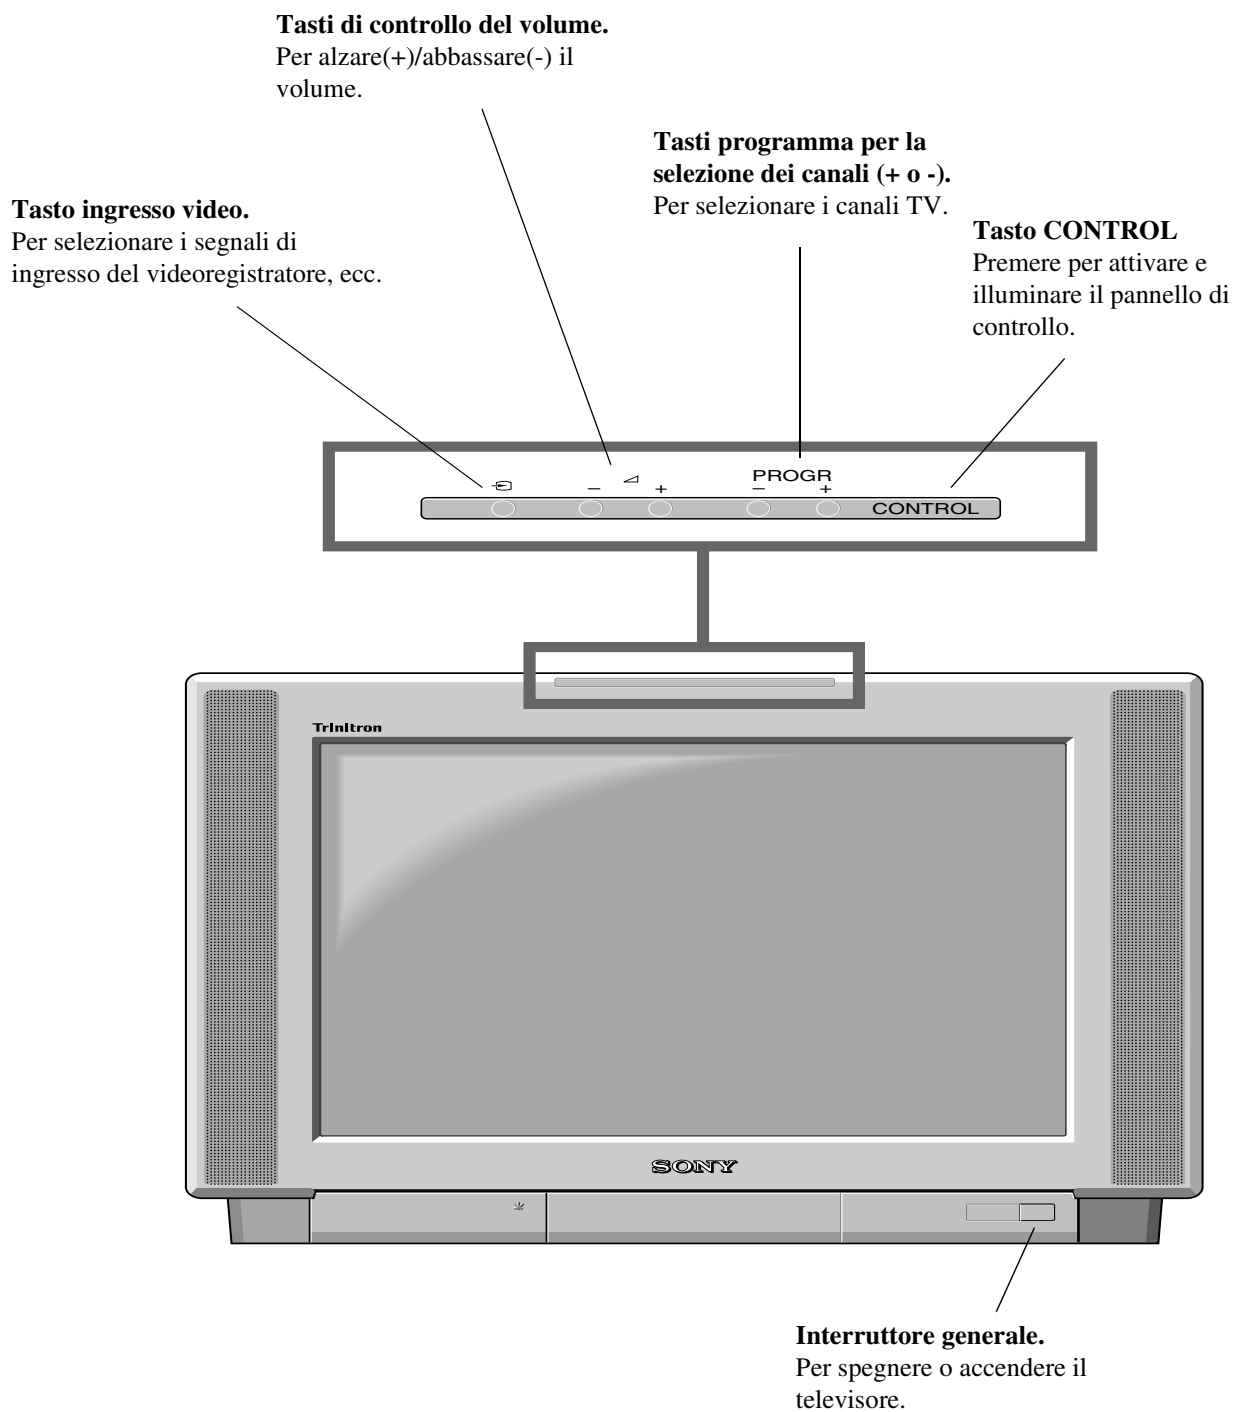 Tasti di controllo del volume.
Per alzare(+)/abbassare(-) il
volume.
Tasti programma per la
selezione dei canali (+ o -).
Per selezionare i canali TV.
Tasto ingresso video.
Per selezionare i segnali di
ingresso del videoregistratore, ecc.
Tasto CONTROL
Premere per attivare e
illuminare il pannello di
controllo.
PROGR
− + − +
CONTROL
Trinitron
SONY
Interruttore generale.
Per spegnere o accendere il
televisore.